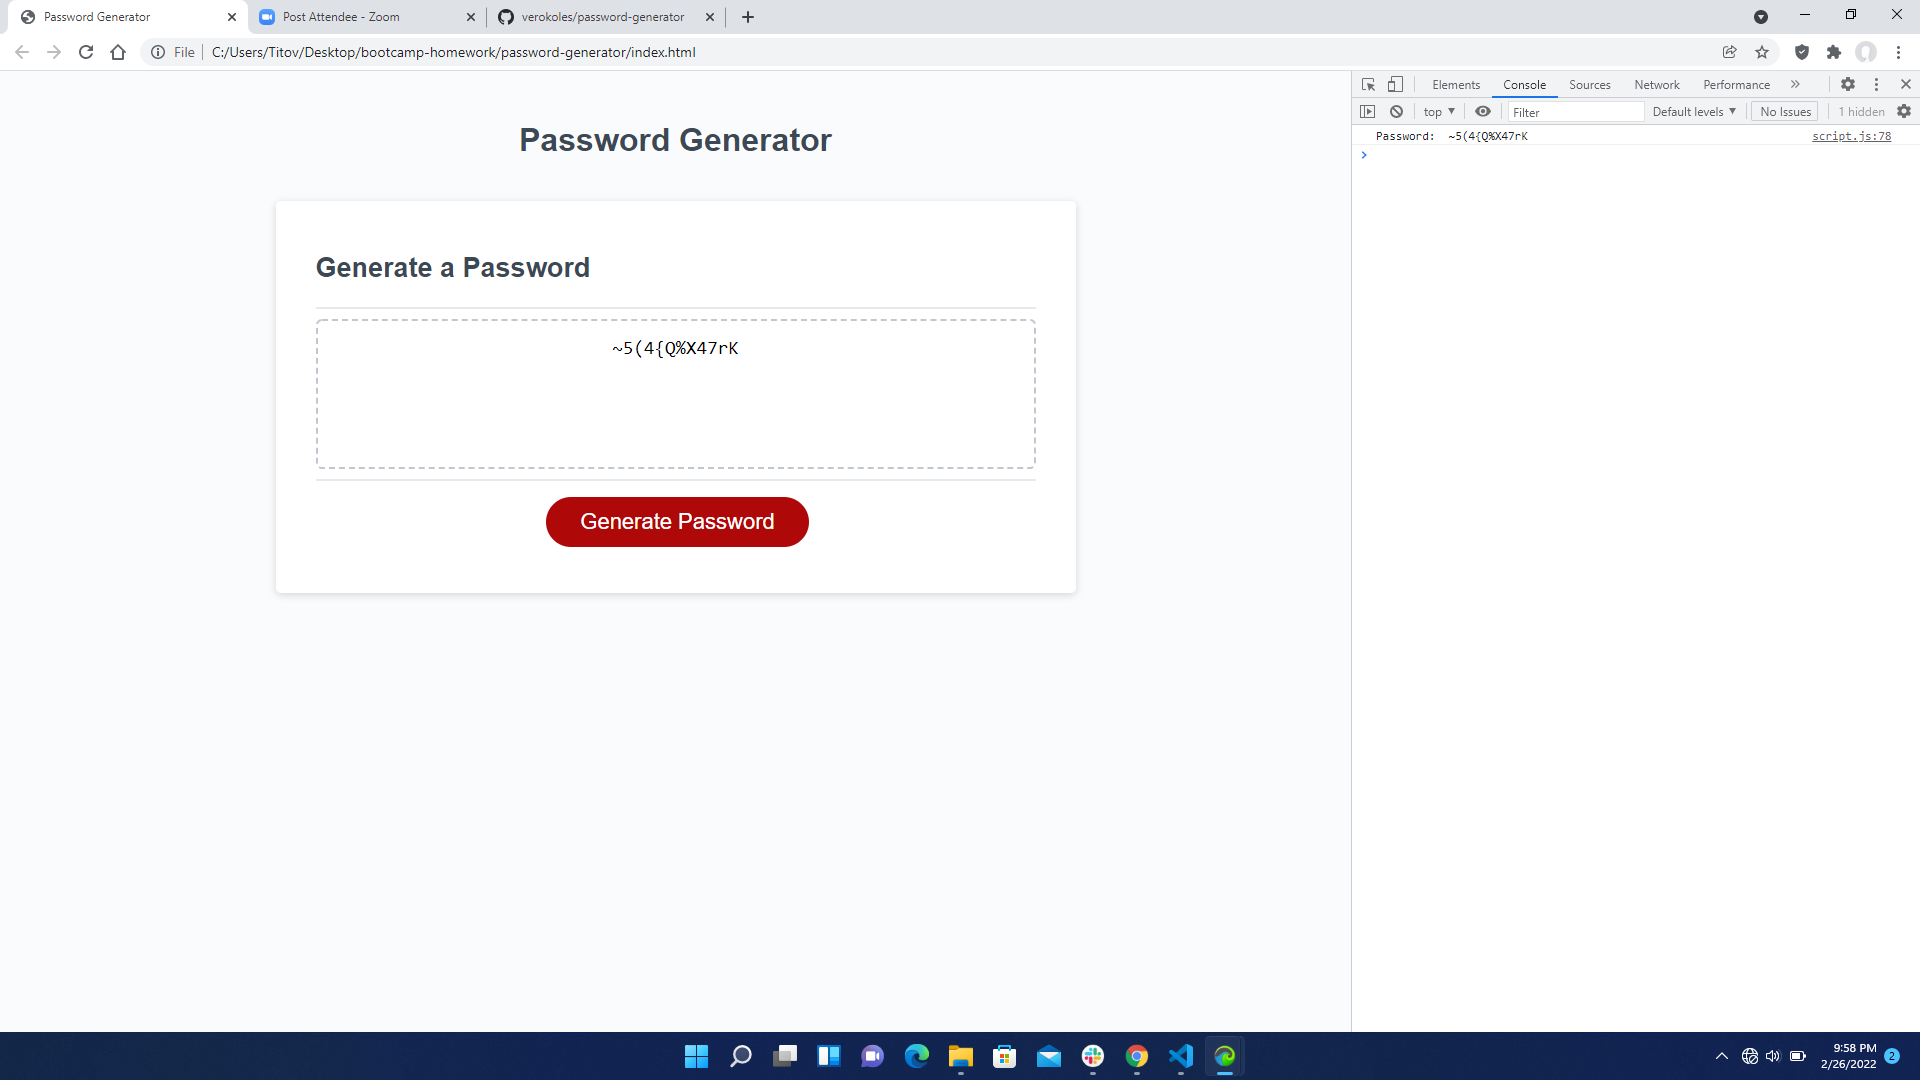 Password Generator
Post Attendee - Zoom
verokoles/password-generator
File
C:/Users/Titov/Desktop/bootcamp-homework/password-generator/index.html
Elements
Console
Sources
Network
Performance
top
Filter
Default levels
No Issues
1 hidden
Password: ~5(4{Q%X47rK
script.js:78
Password Generator
Generate a Password
~5(4{Q%X47rK
Generate Password
9:58 PM
2/26/2022
2